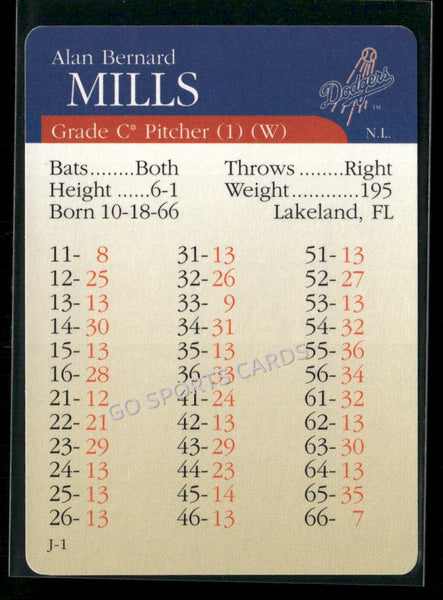 Alan Bernard
MILLS
Dodgers
TM
Grade C* Pitcher (1) (W)
N.L.
Bats........Both Throws........Right
Height ......6-1 Weight............195
Born 10-18-66 Lakeland, FL
11- 8 31-13 51-13
12-25 32-26 52-27
13-13 33- 9 53-13
14-30 34-31 54-32
15-13 35-13 55-36
16-28 36-33 56-34
21-12 41-24 61-32
22-21 42-13 62-13
23-29 43-29 63-30
24-13 44-23 64-13
25-13 45-14 65-35
26-13 46-13 66- 7
GO SPORTS CARDS
J-1